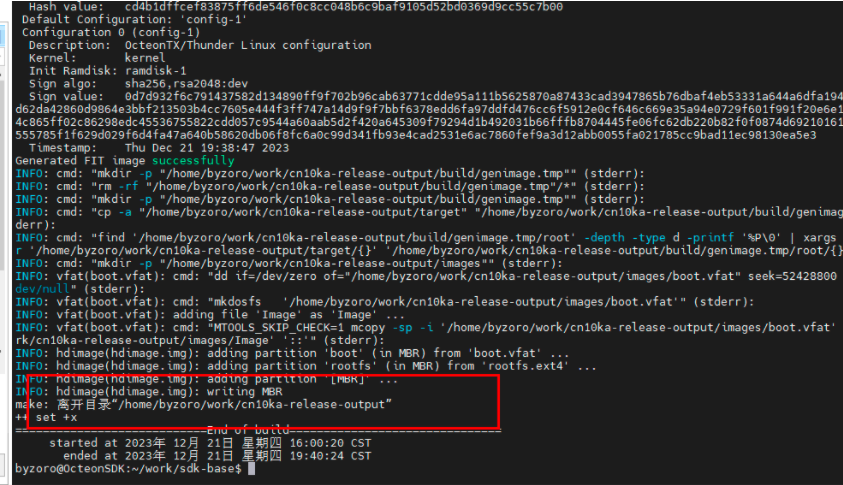 Hash value:   cd4b1dffcef83875ff6de546f0c8cc048b6c9baf9105d52bd0369d9cc55c7b00
Default Configuration: 'config-1'
Configuration 0 (config-1)
Description:  OcteonTX/Thunder Linux configuration
Kernel:       kernel
Init Ramdisk: ramdisk-1
Sign algo:    sha256,rsa2048:dev
Sign value:   0d7d932f6c791437582d134890ff9f702b96cab63771cdde95a111b5625870a87433cad3947865b76dbaf4eb53331a644a6dfa194
d62da42860d9864e3bbf213503b4cc7605e444f3ff747a14d9f9f7bbf6378edd6fa97ddfd476cc6f5912e0cf646c669e35a94e0729f601f991f20e6e1
4c865ff02c86298edc45536755822cdd057c9544a60aab5d2f420a645309f79294d1b492031b66fffb8704445fe06fc62db220b82f0f0874d69210161
555785f1f629d029f6d4fa47a640b58620db06f8fc6a0c99d341fb93e4cad2531e6ac7860fef9a3d12abb0055fa021785cc9bad11ec98130ea5e3
Timestamp:    Thu Dec 21 19:38:47 2023
Generated FIT image successfully
INFO: cmd: "mkdir -p "/home/byzoro/work/cn10ka-release-output/build/genimage.tmp"" (stderr):
INFO: cmd: "rm -rf "/home/byzoro/work/cn10ka-release-output/build/genimage.tmp"/*" (stderr):
INFO: cmd: "mkdir -p "/home/byzoro/work/cn10ka-release-output/build/genimage.tmp"" (stderr):
INFO: cmd: "cp -a "/home/byzoro/work/cn10ka-release-output/target" "/home/byzoro/work/cn10ka-release-output/build/genimag
derr):
INFO: cmd: "find '/home/byzoro/work/cn10ka-release-output/build/genimage.tmp/root' -depth -type d -printf '%P\0' | xargs
r '/home/byzoro/work/cn10ka-release-output/target/{}' '/home/byzoro/work/cn10ka-release-output/build/genimage.tmp/root/{}
INFO: cmd: "mkdir -p "/home/byzoro/work/cn10ka-release-output/images"" (stderr):
INFO: vfat(boot.vfat): cmd: "dd if=/dev/zero of="/home/byzoro/work/cn10ka-release-output/images/boot.vfat" seek=52428800
dev/null" (stderr):
INFO: vfat(boot.vfat): cmd: "mkdosfs   '/home/byzoro/work/cn10ka-release-output/images/boot.vfat'" (stderr):
INFO: vfat(boot.vfat): adding file 'Image' as 'Image' ...
INFO: vfat(boot.vfat): cmd: "MTOOLS_SKIP_CHECK=1 mcopy -sp -i '/home/byzoro/work/cn10ka-release-output/images/boot.vfat'
rk/cn10ka-release-output/images/Image' '::'" (stderr):
INFO: hdimage(hdimage.img): adding partition 'boot' (in MBR) from 'boot.vfat' ...
INFO: hdimage(hdimage.img): adding partition 'rootfs' (in MBR) from 'rootfs.ext4' ...
INFO: hdimage(hdimage.img): adding partition '[MBR]' ...
INFO: hdimage(hdimage.img): writing MBR
make: 离开目录“/home/byzoro/work/cn10ka-release-output”
++ set +x
============================End of build===============================
started at 2023年 12月 21日 星期四 16:00:20 CST
ended at 2023年 12月 21日 星期四 19:40:24 CST
byzoro@OcteonSDK:~/work/sdk-base$